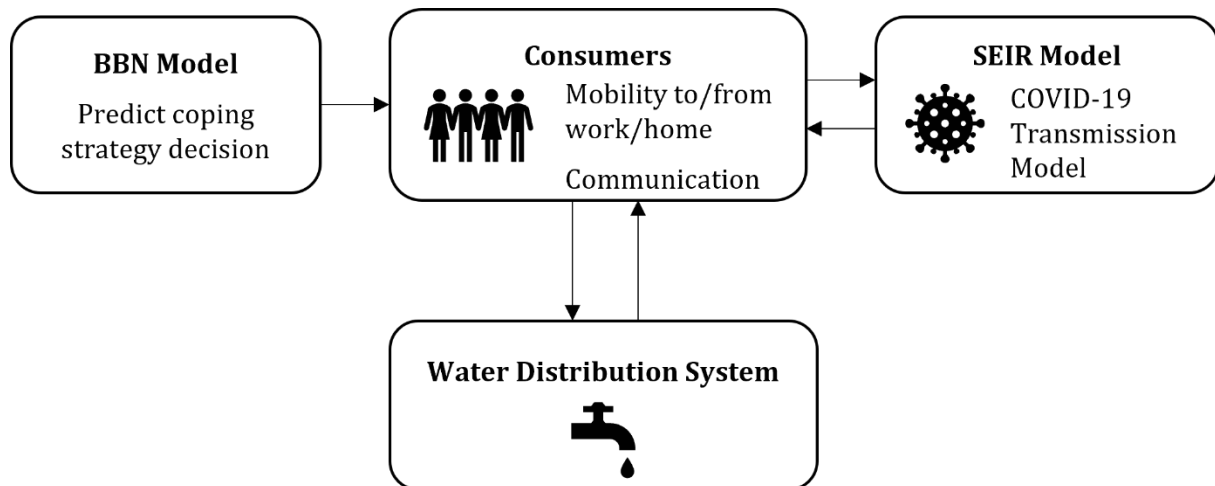 BBN Model
Predict coping
strategy decision
Consumers
Mobility to/from
work/home
Communication
SEIR Model
COVID-19
Transmission
Model
Water Distribution System